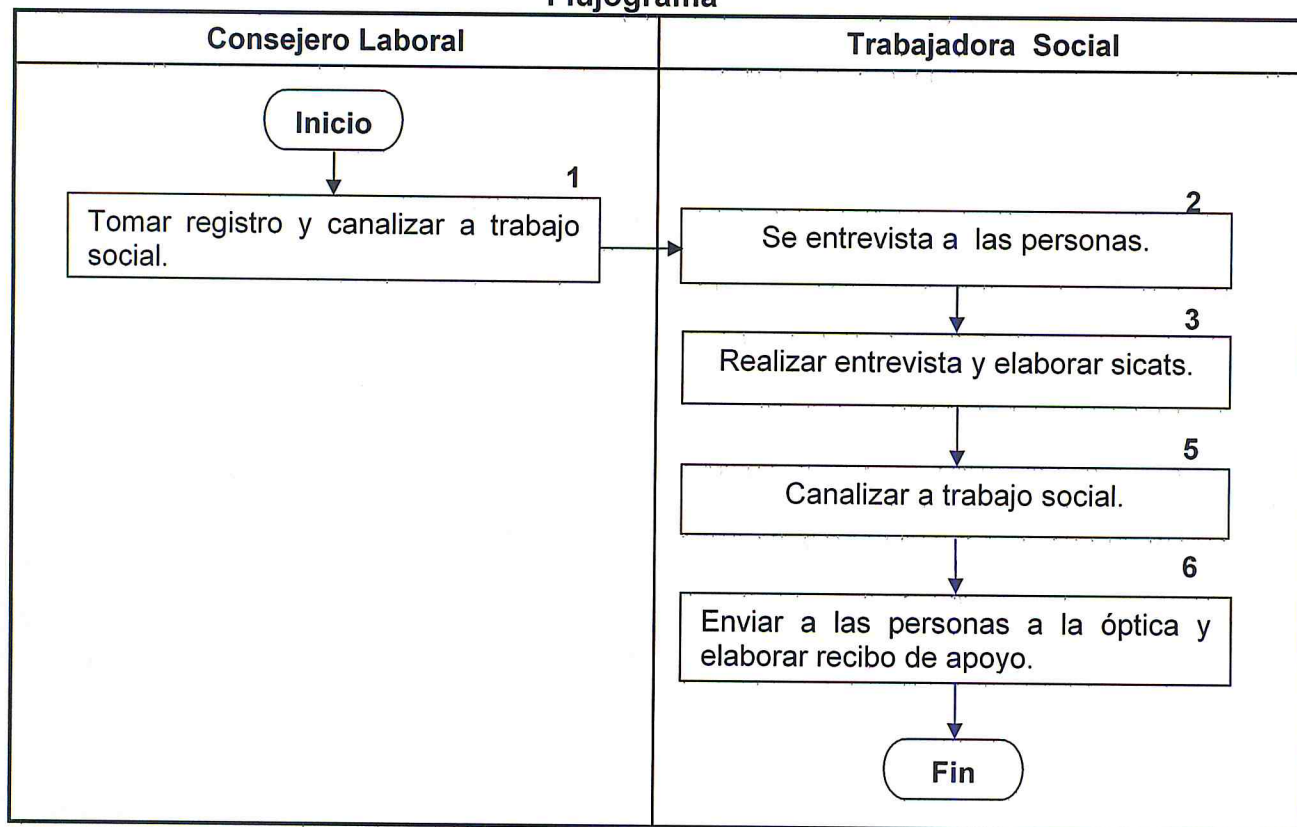 Flujograma
Consejero Laboral
Trabajadora Social
Inicio
1
Tomar registro y canalizar a trabajo
social.
2
Se entrevista a las personas.
3
Realizar entrevista y elaborar sicats.
5
Canalizar a trabajo social.
6
Enviar a las personas a la óptica y
elaborar recibo de apoyo.
Fin